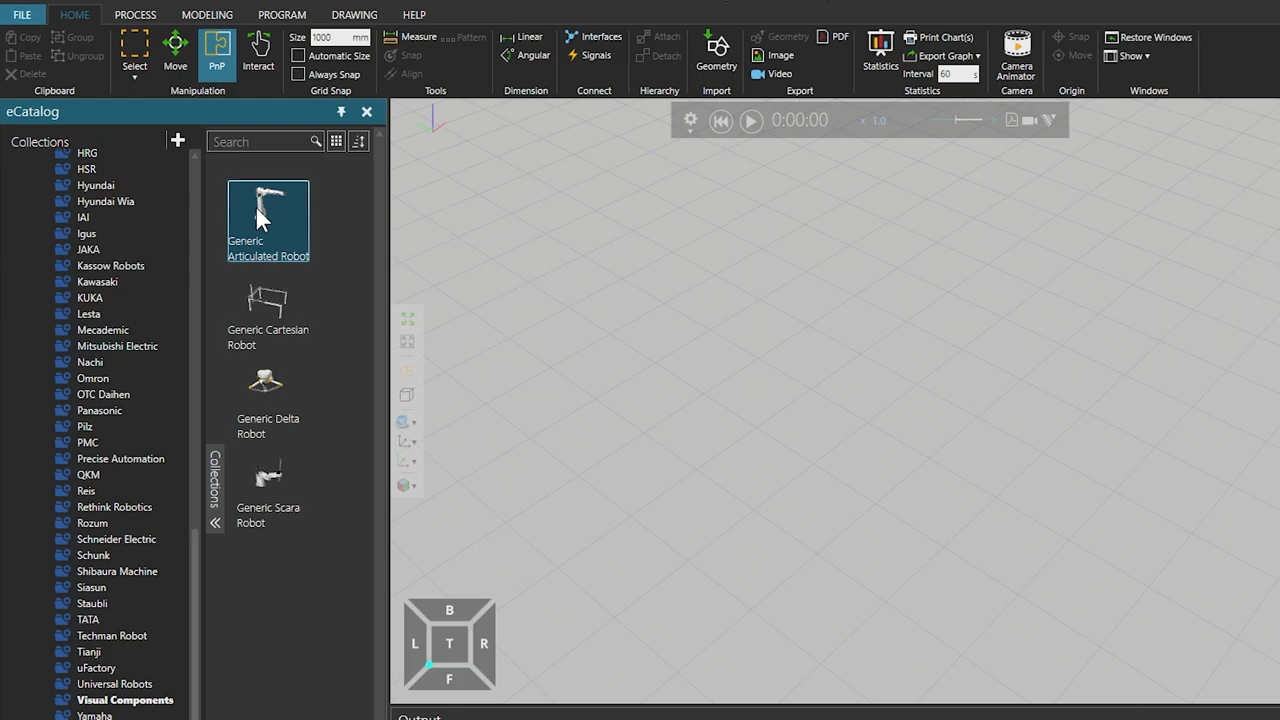 FILE HOME PROCESS MODELING PROGRAM DRAWING HELP
Copy Group Size 1000 mm Measure Pattern Linear Interfaces Attach Geometry PDF Print Chart(s) Snap Restore Windows
Paste Ungroup Automatic Size Snap Angular Signals Detach Image Export Graph Move Show
Delete Select Move PnP Interact Always Snap Align Geometry Video Statistics Interval 60 s Camera Animator
Clipboard Manipulation Grid Snap Tools Dimension Connect Hierarchy Import Export Statistics Camera Origin Windows
eCatalog
Collections
Search
0:00:00 x 1.0
HRG
HSR
Hyundai
Hyundai Wia
IAI
Igus
JAKA
Kassow Robots
Kawasaki
KUKA
Lesta
Mecademic
Mitsubishi Electric
Nachi
Omron
OTC Daihen
Panasonic
Pilz
PMC
Precise Automation
QKM
Reis
Rethink Robotics
Rozum
Schneider Electric
Schunk
Shibaura Machine
Siasun
Staubli
TATA
Techman Robot
Tianji
uFactory
Universal Robots
Visual Components
Yamaha
Generic
Articulated Robot
Generic Cartesian
Robot
Generic Delta
Robot
Generic Scara
Robot
Collections
B
L T R
F
Output